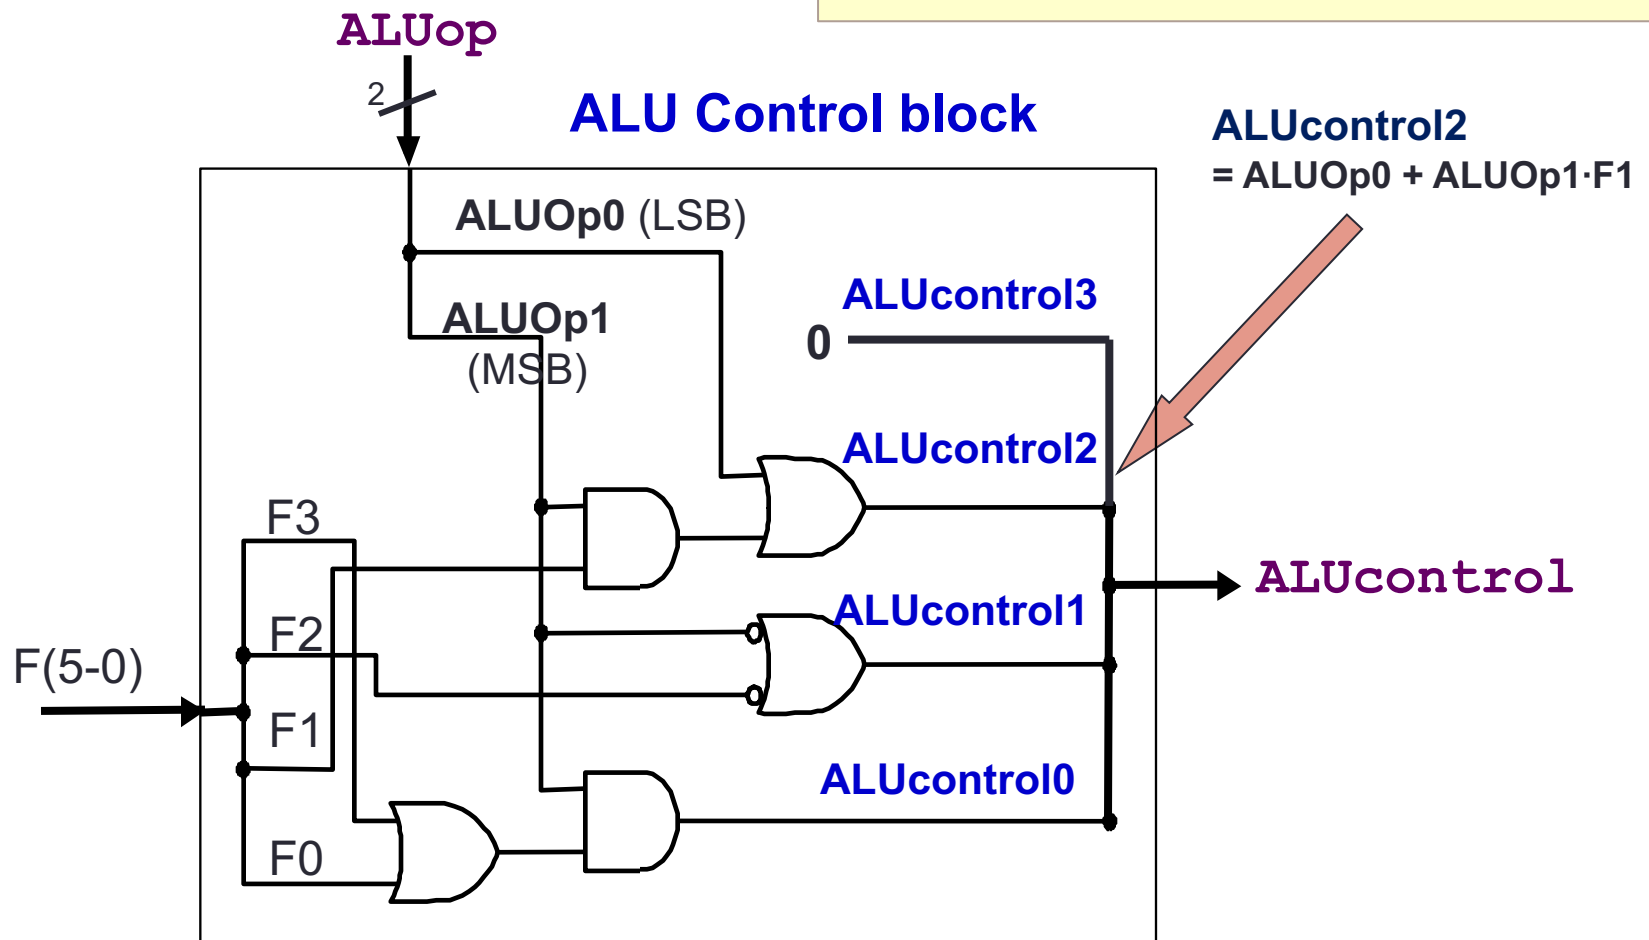 ALUop
2
ALU Control block
ALUcontrol2
= ALUOp0 + ALUOp1·F1
ALUOp0 (LSB)
ALUcontrol3
ALUOp1
0
(MSB)
ALUcontrol2
F3
ALUcontrol
ALUcontrol1
F2
F(5-0)
F1
ALUcontrol0
F0